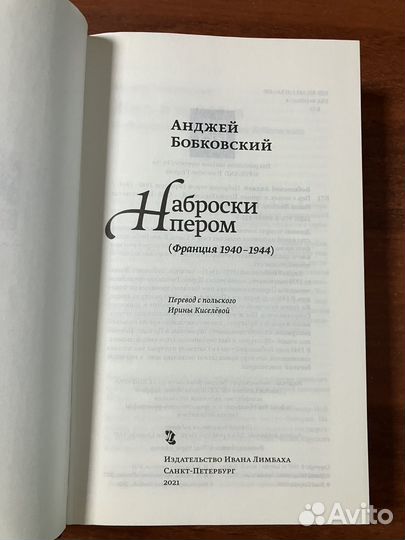 Анджей
Бобковский
Наброски
пером
(Франция 1940–1944)
Перевод с польского
Ирины Киселёвой
Издательство Ивана Лимбаха
Санкт-Петербург
2021
Avito